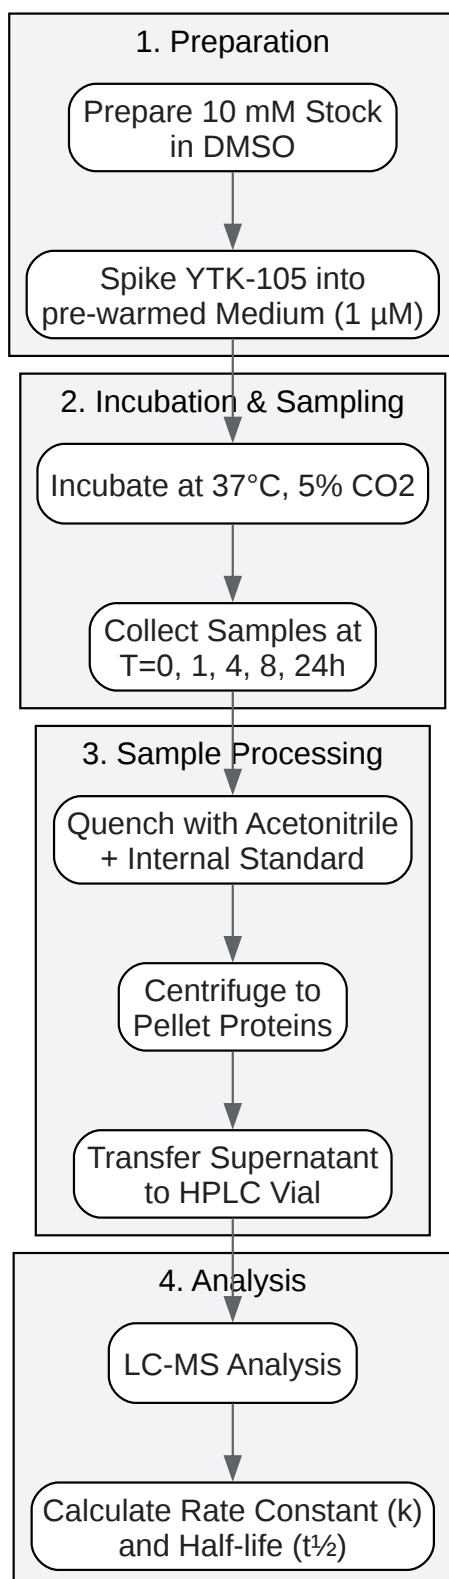 1. Preparation
Prepare 10 mM Stock
in DMSO
Spike YTK-105 into
pre-warmed Medium (1 µM)
2. Incubation & Sampling
Incubate at 37°C, 5% CO2
Collect Samples at
T=0, 1, 4, 8, 24h
3. Sample Processing
Quench with Acetonitrile
+ Internal Standard
Centrifuge to
Pellet Proteins
Transfer Supernatant
to HPLC Vial
4. Analysis
LC-MS Analysis
Calculate Rate Constant (k)
and Half-life (t½)